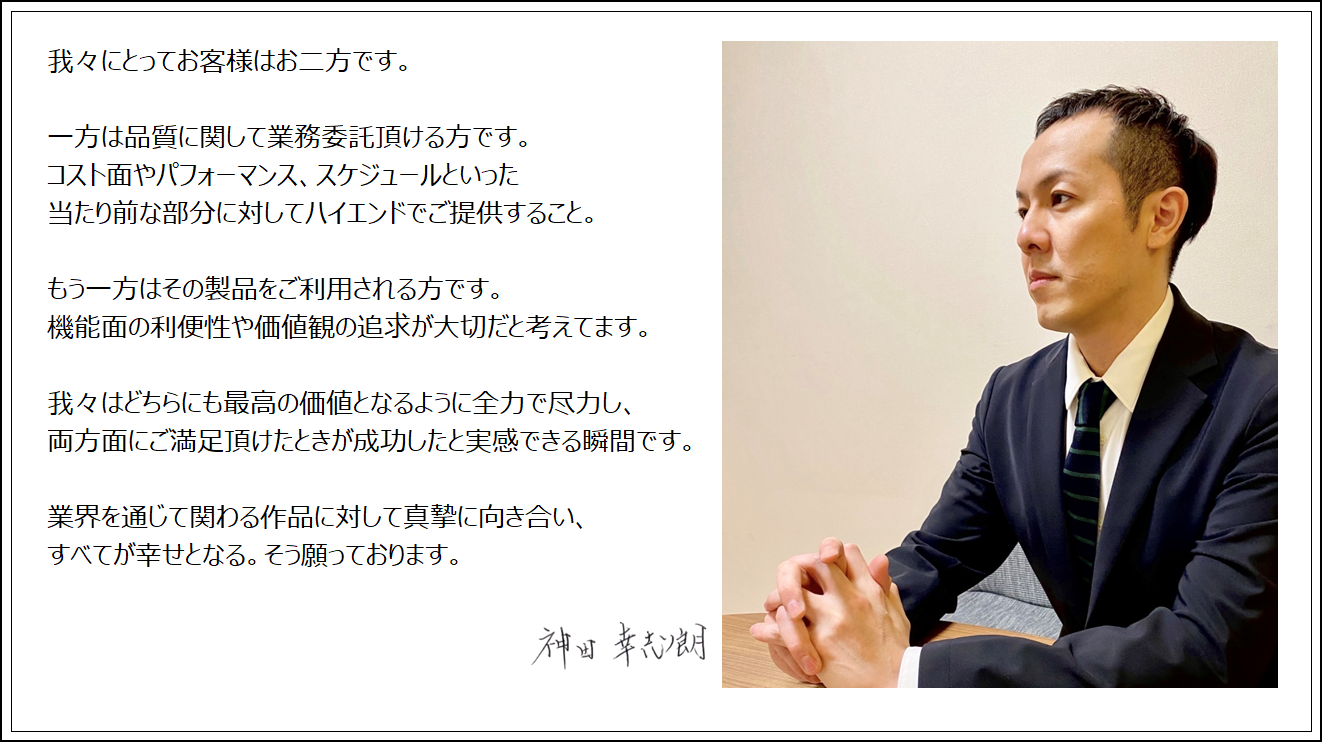 我々にとってお客様はお二方です。
一方は品質に関して業務委託頂ける方です。
コスト面やパフォーマンス、スケジュールといった
当たり前な部分に対してハイエンドでご提供すること。
もう一方はその製品をご利用される方です。
機能面の利便性や価値観の追求が大切だと考えてます。
我々はどちらにも最高の価値となるように全力で尽力し、
両方面にご満足頂けたときが成功したと実感できる瞬間です。
業界を通じて関わる作品に対して真摯に向き合い、
すべてが幸せとなる。そう願っております。
神田 幸志朗